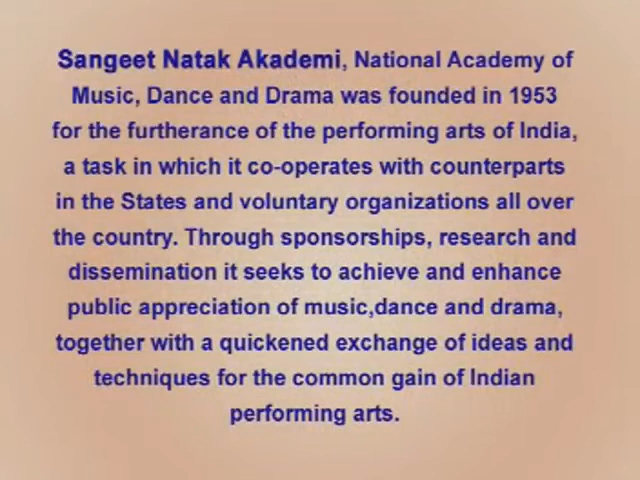 Sangeet Natak Akademi, National Academy of
Music, Dance and Drama was founded in 1953
for the furtherance of the performing arts of India,
a task in which it co-operates with counterparts
in the States and voluntary organizations all over
the country. Through sponsorships, research and
dissemination it seeks to achieve and enhance
public appreciation of music,dance and drama,
together with a quickened exchange of ideas and
techniques for the common gain of Indian
performing arts.